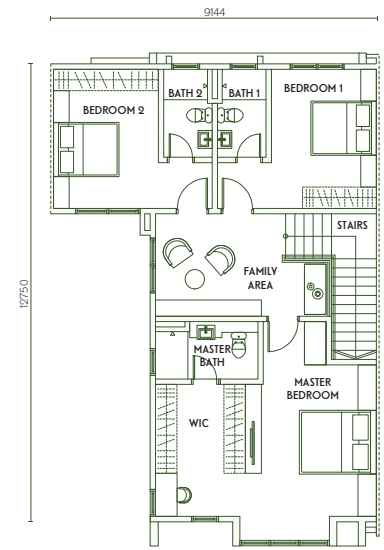 9144
BATH 2
BATH 1
BEDROOM 1
BEDROOM 2
STAIRS
FAMILY
AREA
12750
MASTER
BATH
MASTER
BEDROOM
WIC